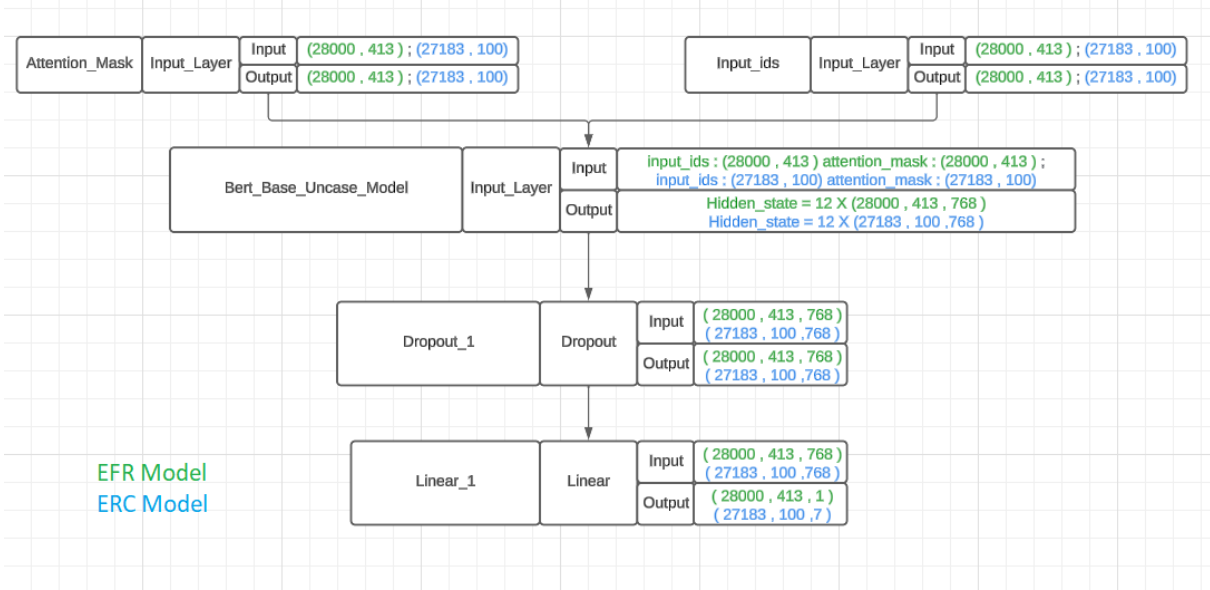 Attention_Mask
Input_Layer
Input
(28000 , 413 ) ; (27183 , 100)
Output
(28000 , 413 ) ; (27183 , 100)
Input_ids
Input_Layer
Input
(28000 , 413 ) ; (27183 , 100)
Output
(28000 , 413 ) ; (27183 , 100)
Bert_Base_Uncase_Model
Input_Layer
Input
input_ids : (28000 , 413 ) attention_mask : (28000 , 413 ) ;
input_ids : (27183 , 100) attention_mask : (27183 , 100)
Output
Hidden_state = 12 X (28000 , 413 , 768 )
Hidden_state = 12 X (27183 , 100 ,768 )
Dropout_1
Dropout
Input
( 28000 , 413 , 768 )
( 27183 , 100 ,768 )
Output
( 28000 , 413 , 768 )
( 27183 , 100 ,768 )
Linear_1
Linear
Input
( 28000 , 413 , 768 )
( 27183 , 100 ,768 )
Output
( 28000 , 413 , 1 )
( 27183 , 100 ,7 )
EFR Model
ERC Model